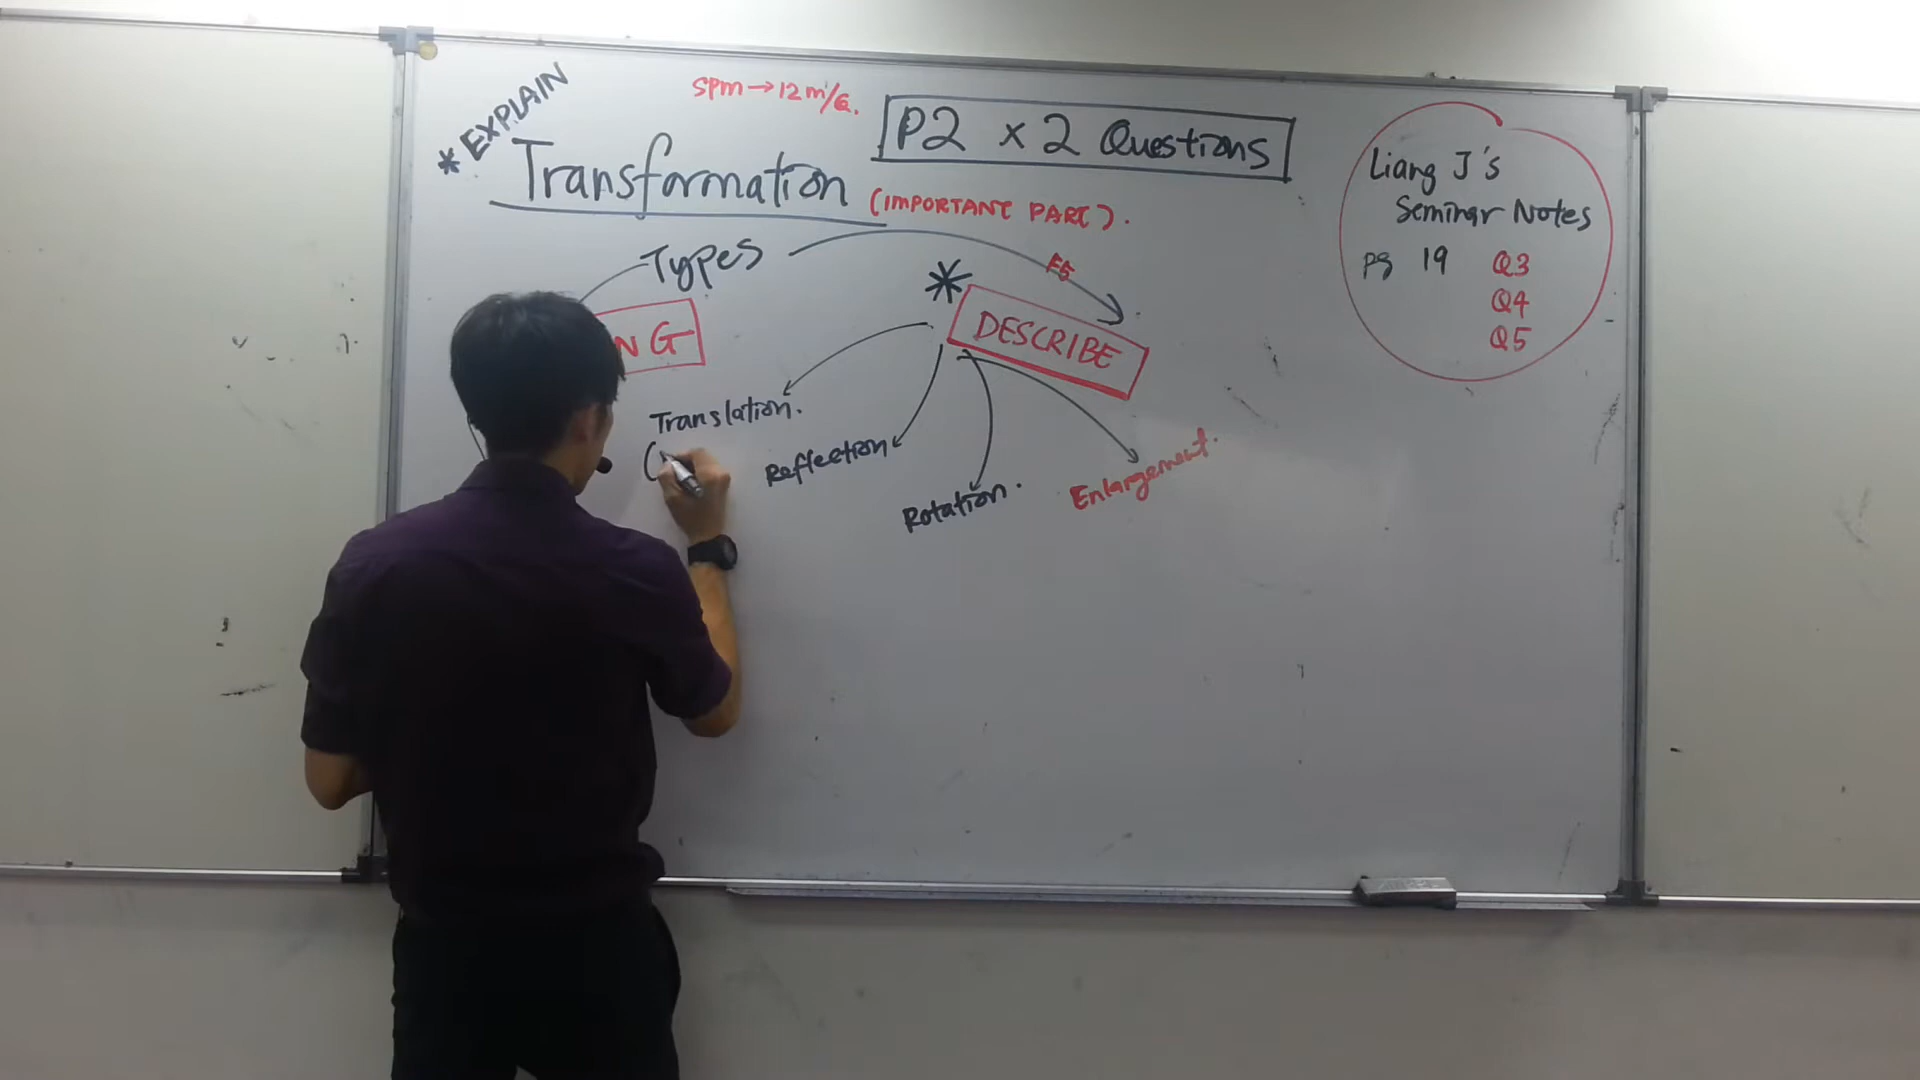 * EXPLAIN
SPM → 12 m/Q.
P2 x 2 Questions
Transformation (IMPORTANT PART).
Types
F5
* DESCRIBE
NG
Translation.
(
Reflection
Rotation.
Enlargement.
Liang J's
Seminar Notes
pg 19 Q3
Q4
Q5